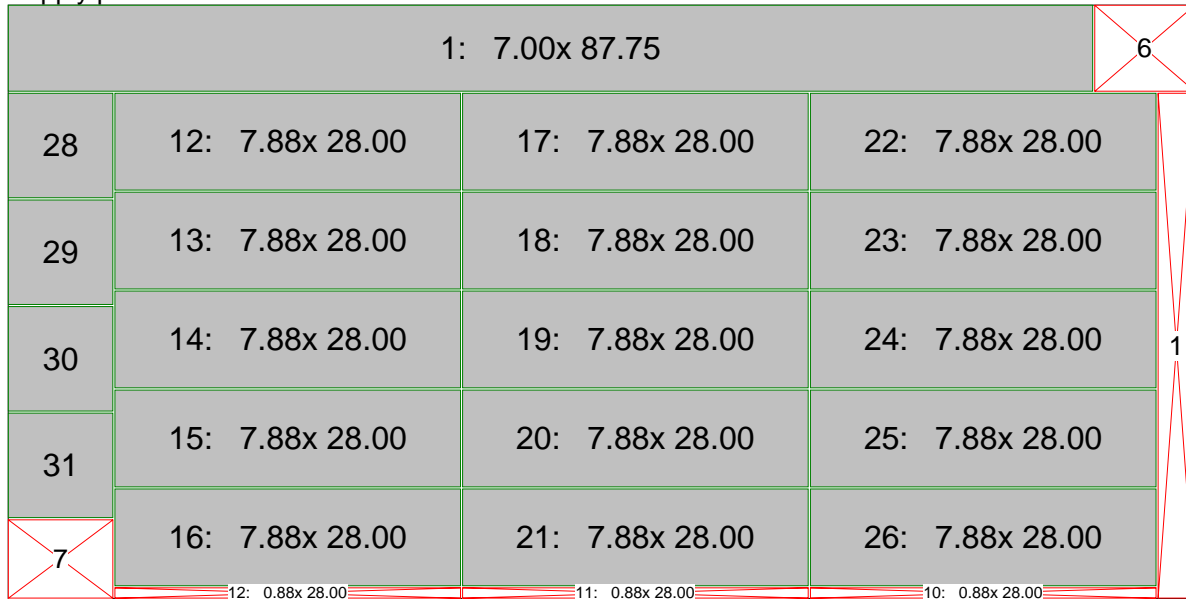 1: 7.00x 87.75
6
28
12: 7.88x 28.00
17: 7.88x 28.00
22: 7.88x 28.00
29
13: 7.88x 28.00
18: 7.88x 28.00
23: 7.88x 28.00
30
14: 7.88x 28.00
19: 7.88x 28.00
24: 7.88x 28.00
1
31
15: 7.88x 28.00
20: 7.88x 28.00
25: 7.88x 28.00
7
16: 7.88x 28.00
21: 7.88x 28.00
26: 7.88x 28.00
12: 0.88x 28.00
11: 0.88x 28.00
10: 0.88x 28.00